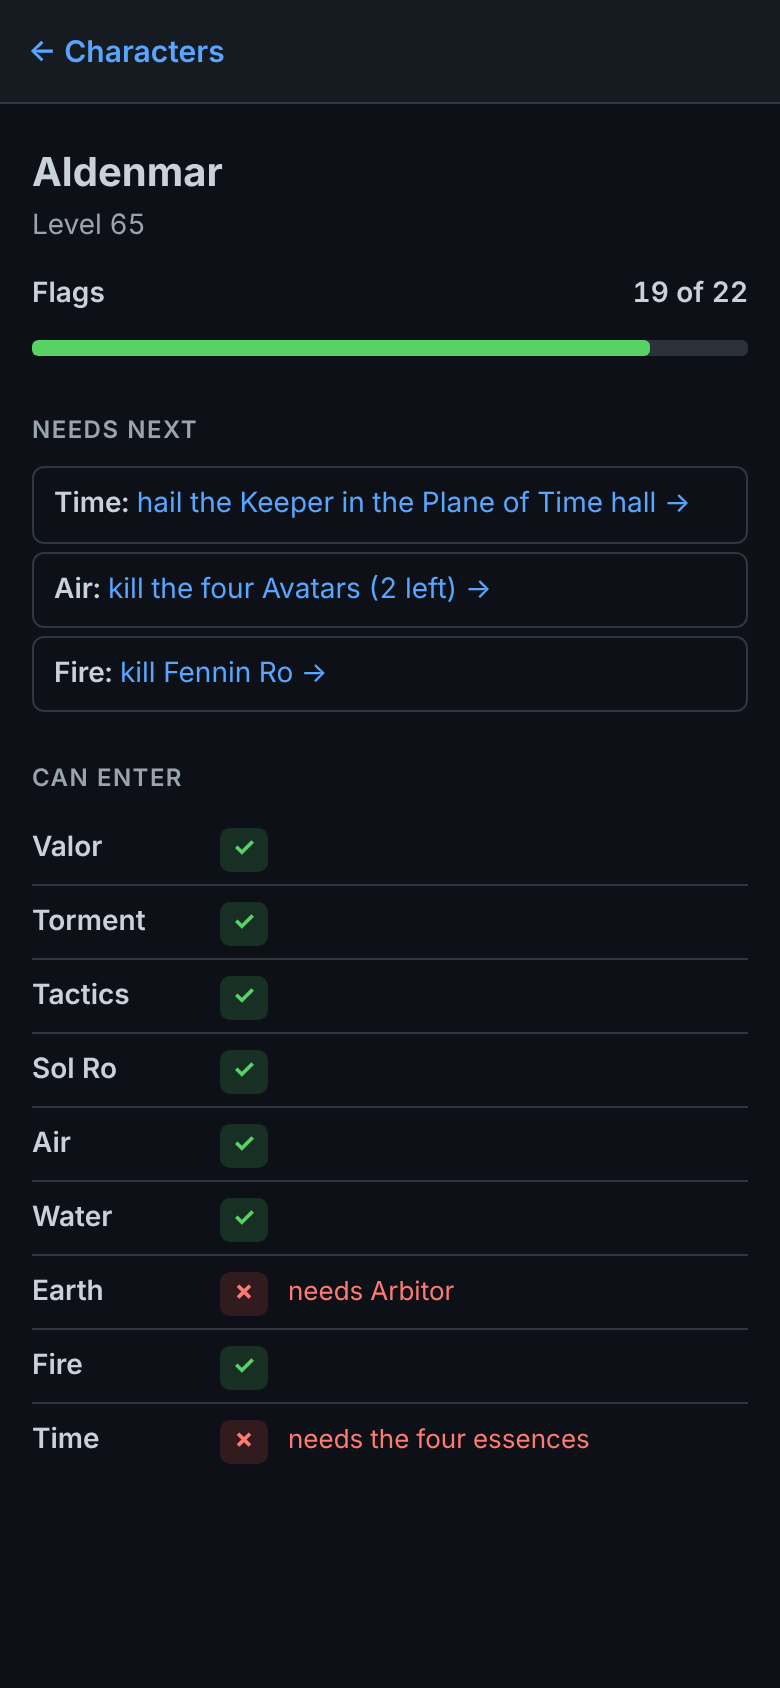 ← Characters
Aldenmar
Level 65
Flags 19 of 22
NEEDS NEXT
Time: hail the Keeper in the Plane of Time hall →
Air: kill the four Avatars (2 left) →
Fire: kill Fennin Ro →
CAN ENTER
Valor ✓
Torment ✓
Tactics ✓
Sol Ro ✓
Air ✓
Water ✓
Earth × needs Arbitor
Fire ✓
Time × needs the four essences